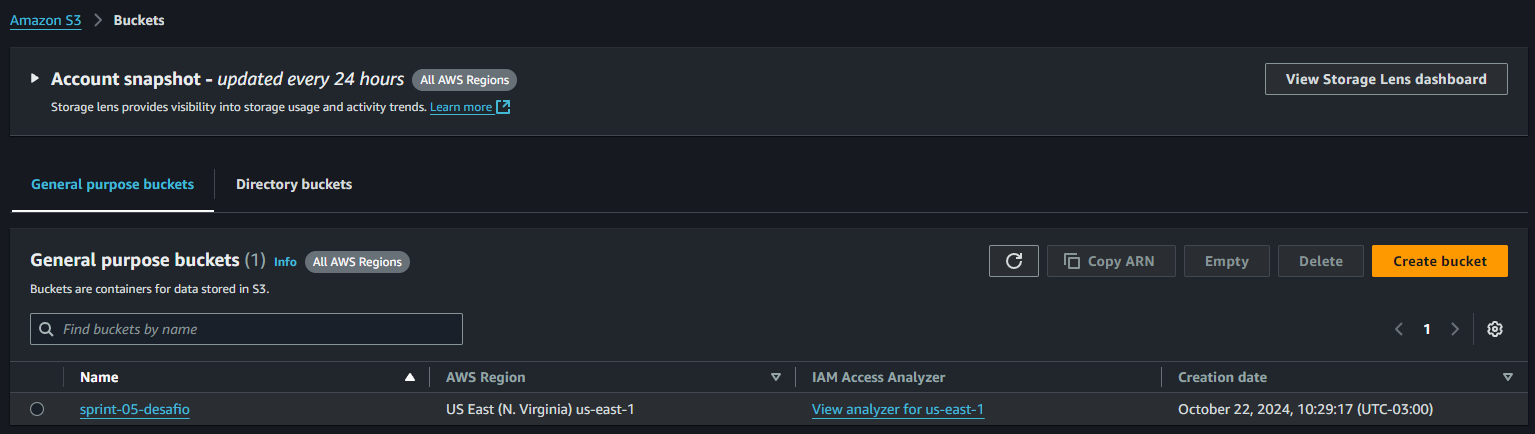 Amazon S3 > Buckets
Account snapshot - updated every 24 hours All AWS Regions View Storage Lens dashboard
Storage lens provides visibility into storage usage and activity trends. Learn more
General purpose buckets Directory buckets
General purpose buckets (1) Info All AWS Regions Copy ARN Empty Delete Create bucket
Buckets are containers for data stored in S3.
Find buckets by name 1
Name AWS Region IAM Access Analyzer Creation date
sprint-05-desafio US East (N. Virginia) us-east-1 View analyzer for us-east-1 October 22, 2024, 10:29:17 (UTC-03:00)